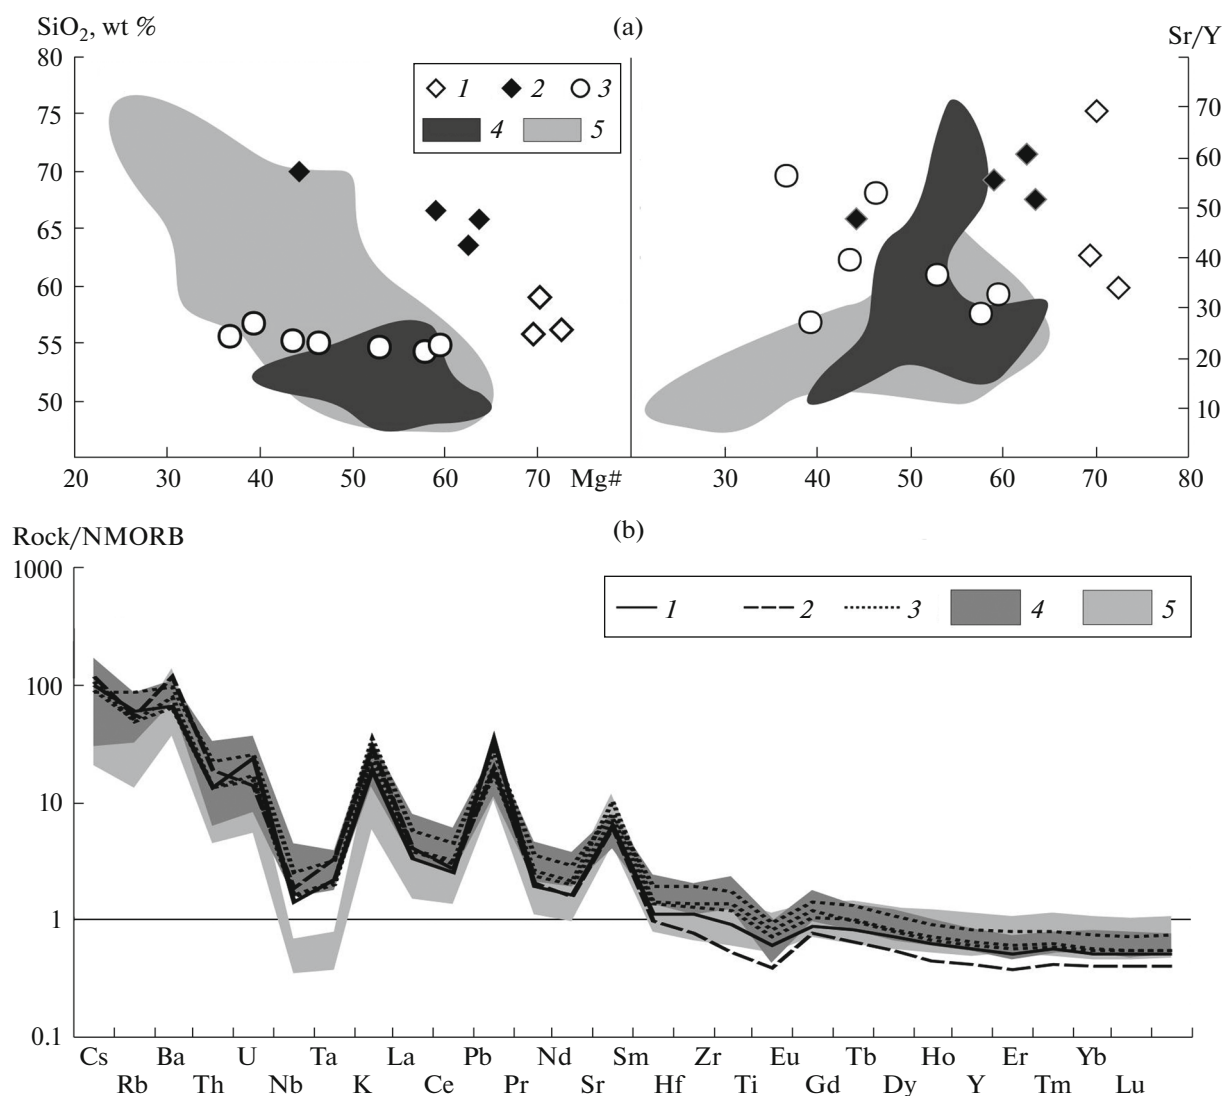 SiO2, wt % (a) Sr/Y
80
75
70
65
60
55
50
1 2 3
4 5
70
60
50
40
30
20
10
20 30 40 50 60 70 Mg# 30 40 50 60 70 80
Rock/NMORB (b)
1000
100
10
1
0.1
1 2 3 4 5
Cs Ba U Ta La Pb Nd Sm Zr Eu Tb Ho Er Yb
Rb Th Nb K Ce Pr Sr Hf Ti Gd Dy Y Tm Lu